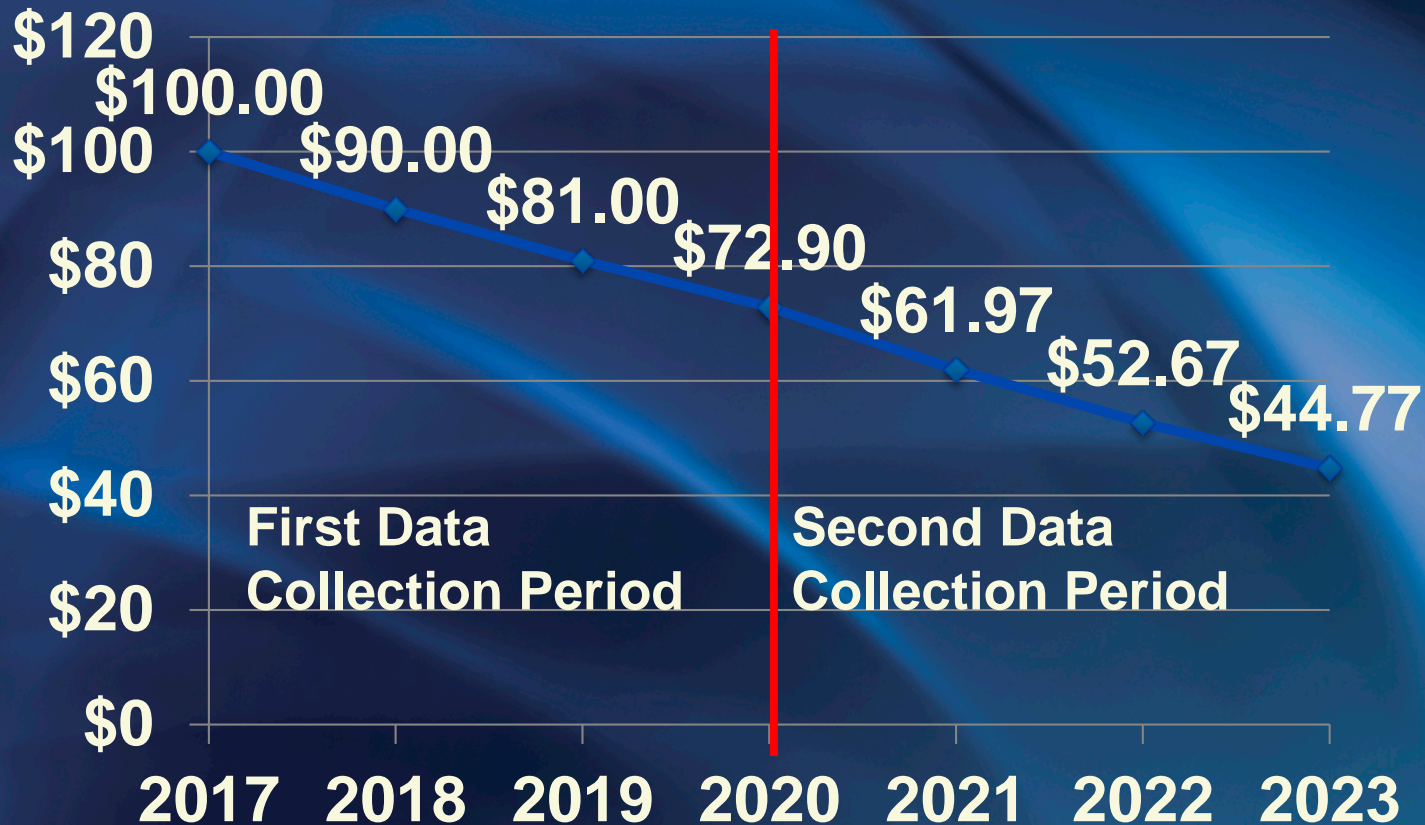 $120
$100.00
$100
$90.00
$81.00
$80
$72.90
$61.97
$60
$52.67
$44.77
$40
First Data
Collection Period
Second Data
Collection Period
$20
$0
2017 2018 2019 2020 2021 2022 2023